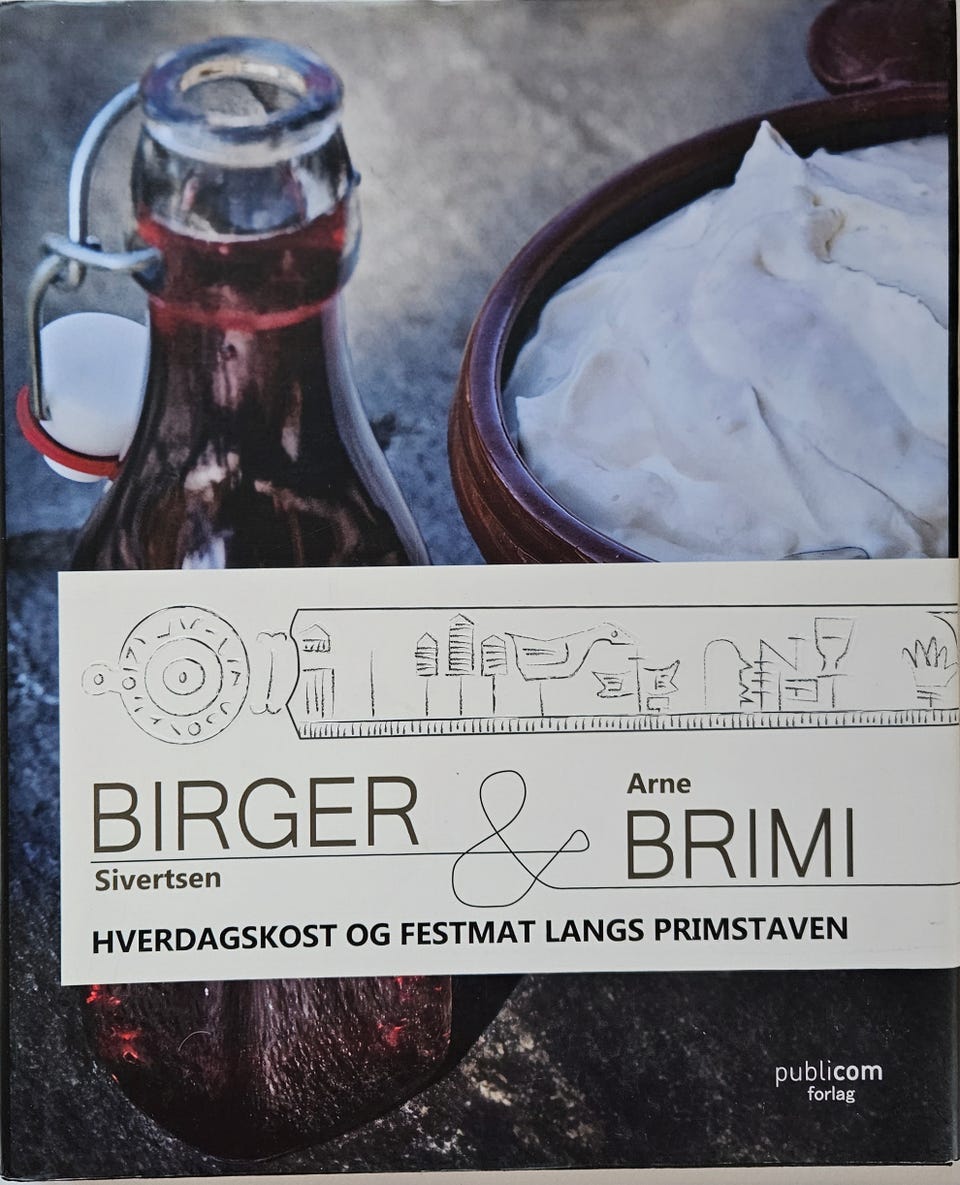 BIRGER
Sivertsen
&
Arne
BRIMI
HVERDAGSKOST OG FESTMAT LANGS PRIMSTAVEN
publicom
forlag